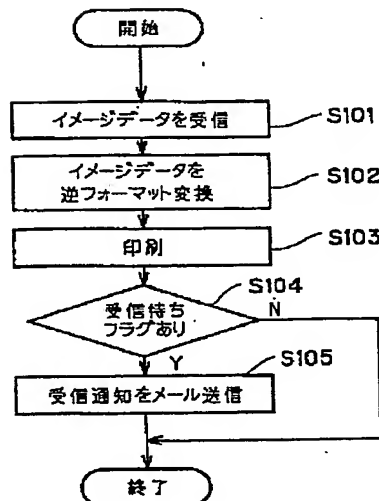 開始
イメージデータを受信
S101
イメージデータを
逆フォーマット変換
S102
印刷
S103
受信待ち
フラグあり
S104
N
Y
受信通知をメール送信
S105
終了